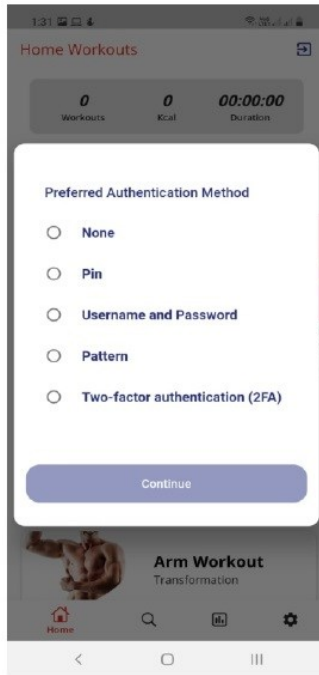 1:31
Home Workouts
0 0 00:00:00
Workouts Kcal Duration
Preferred Authentication Method
None
Pin
Username and Password
Pattern
Two-factor authentication (2FA)
Continue
Arm Workout
Transformation
Home